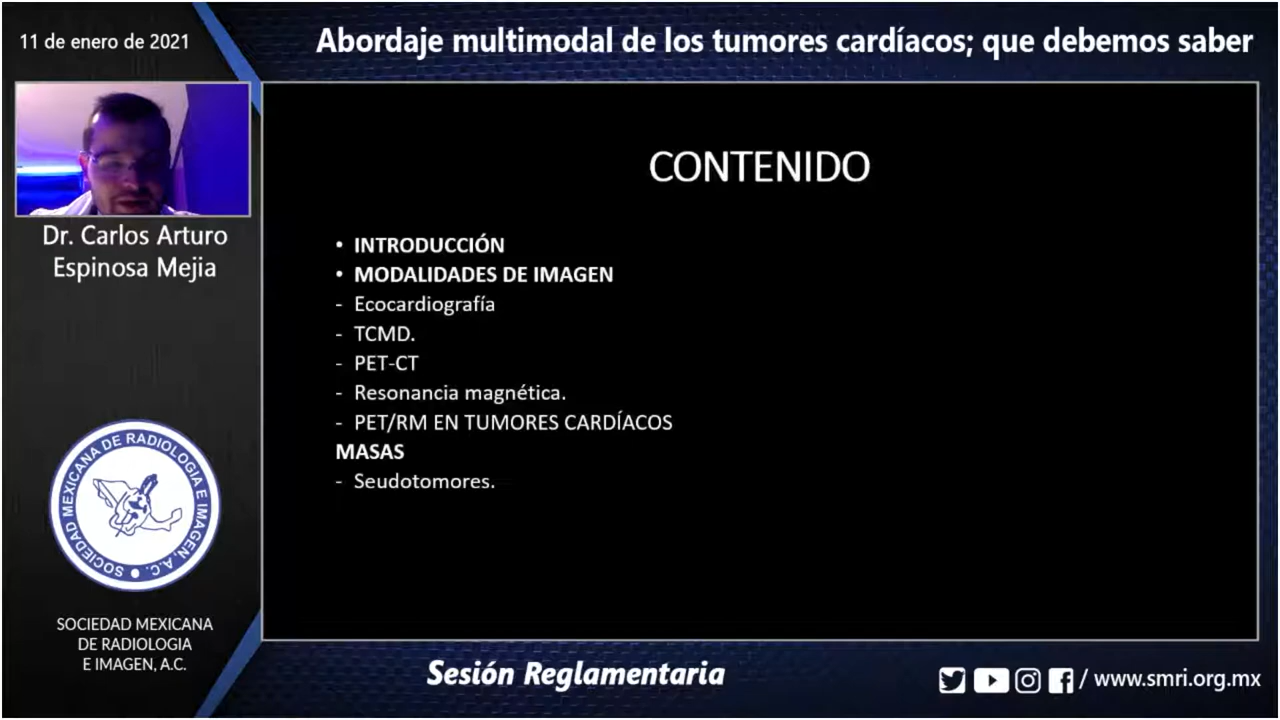 11 de enero de 2021
Abordaje multimodal de los tumores cardíacos; que debemos saber
Dr. Carlos Arturo
Espinosa Mejia
CONTENIDO
• INTRODUCCIÓN
• MODALIDADES DE IMAGEN
- Ecocardiografía
- TCMD.
- PET-CT
- Resonancia magnética.
- PET/RM EN TUMORES CARDÍACOS
MASAS
- Seudotomores.
SOCIEDAD MEXICANA DE RADIOLOGIA E IMAGEN, A.C.
SOCIEDAD MEXICANA
DE RADIOLOGIA
E IMAGEN, A.C.
Sesión Reglamentaria
/ www.smri.org.mx